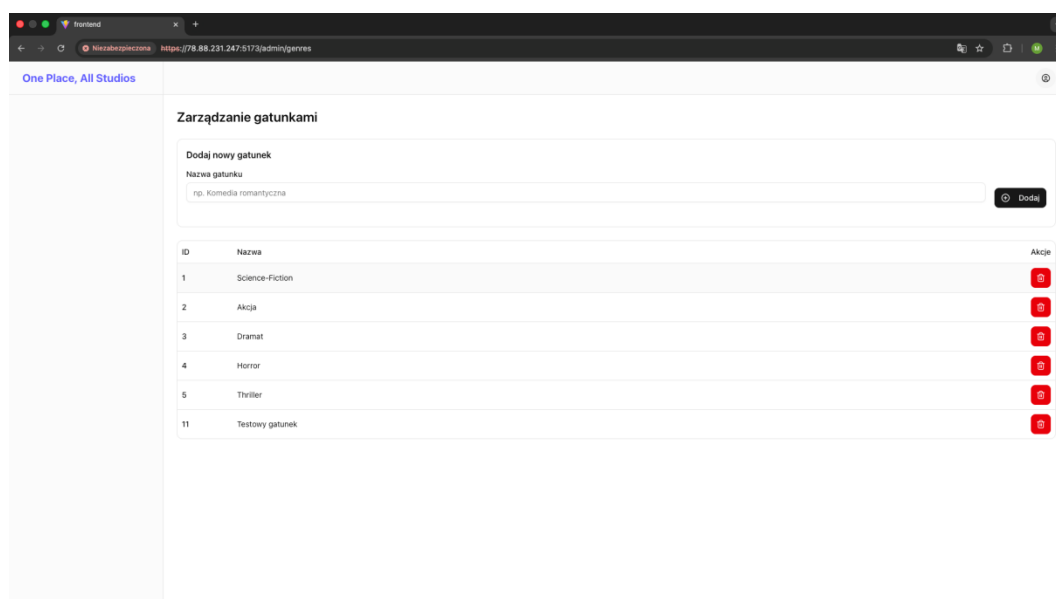 frontend
Niezabezpieczona https://78.88.231.247:5173/admin/genres
M
One Place, All Studios
Zarządzanie gatunkami
Dodaj nowy gatunek
Nazwa gatunku
np. Komedia romantyczna
Dodaj
ID Nazwa Akcje
1 Science-Fiction
2 Akcja
3 Dramat
4 Horror
5 Thriller
11 Testowy gatunek